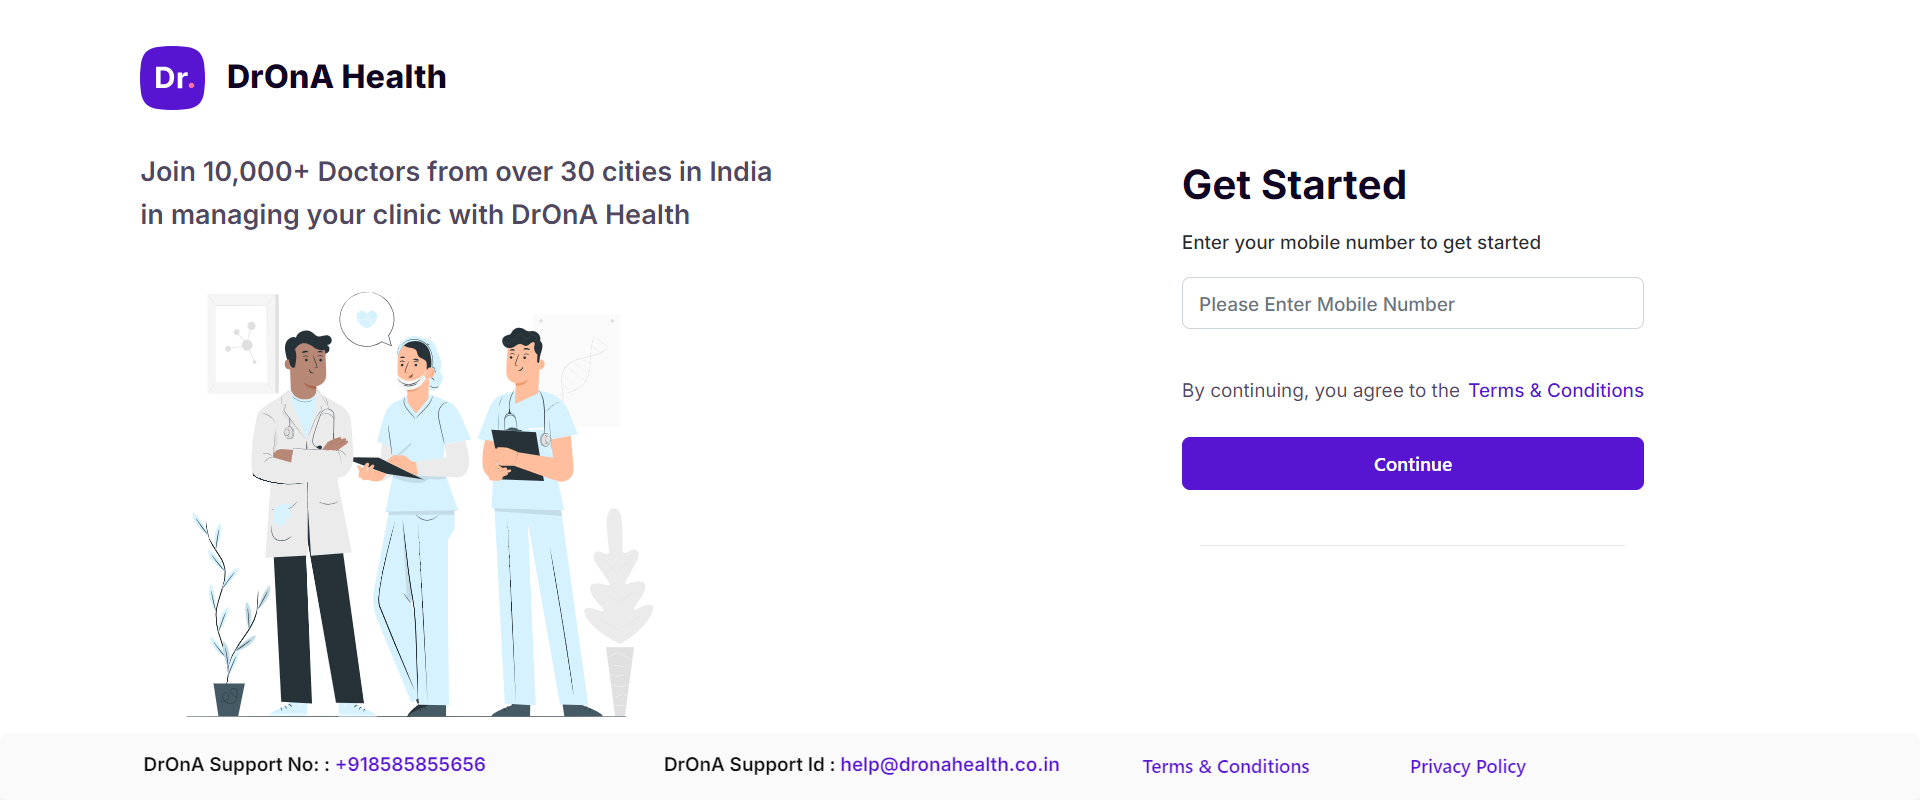 Dr.
DrOnA Health
Join 10,000+ Doctors from over 30 cities in India
in managing your clinic with DrOnA Health
Get Started
Enter your mobile number to get started
Please Enter Mobile Number
By continuing, you agree to the Terms & Conditions
Continue
DrOnA Support No: : +918585855656
DrOnA Support Id : help@dronahealth.co.in
Terms & Conditions
Privacy Policy